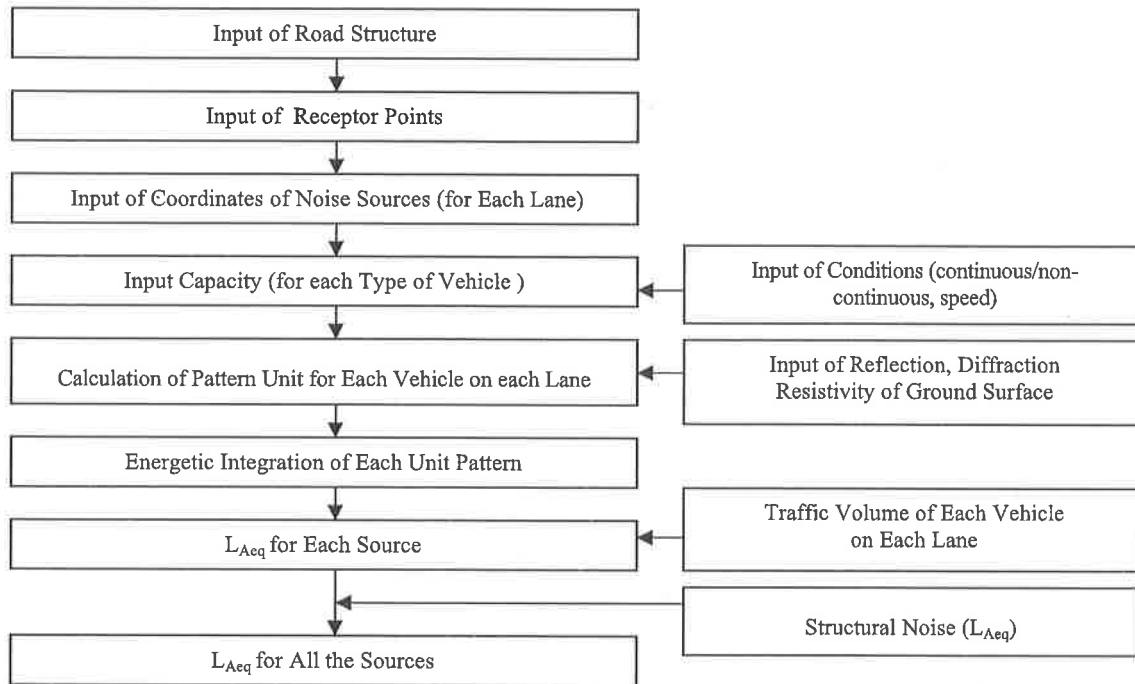 Input of Road Structure
Input of Receptor Points
Input of Coordinates of Noise Sources (for Each Lane)
Input Capacity (for each Type of Vehicle )
Input of Conditions (continuous/non-
continuous, speed)
Calculation of Pattern Unit for Each Vehicle on each Lane
Input of Reflection, Diffraction
Resistivity of Ground Surface
Energetic Integration of Each Unit Pattern
LAeq for Each Source
Traffic Volume of Each Vehicle
on Each Lane
Structural Noise (LAeq)
LAeq for All the Sources